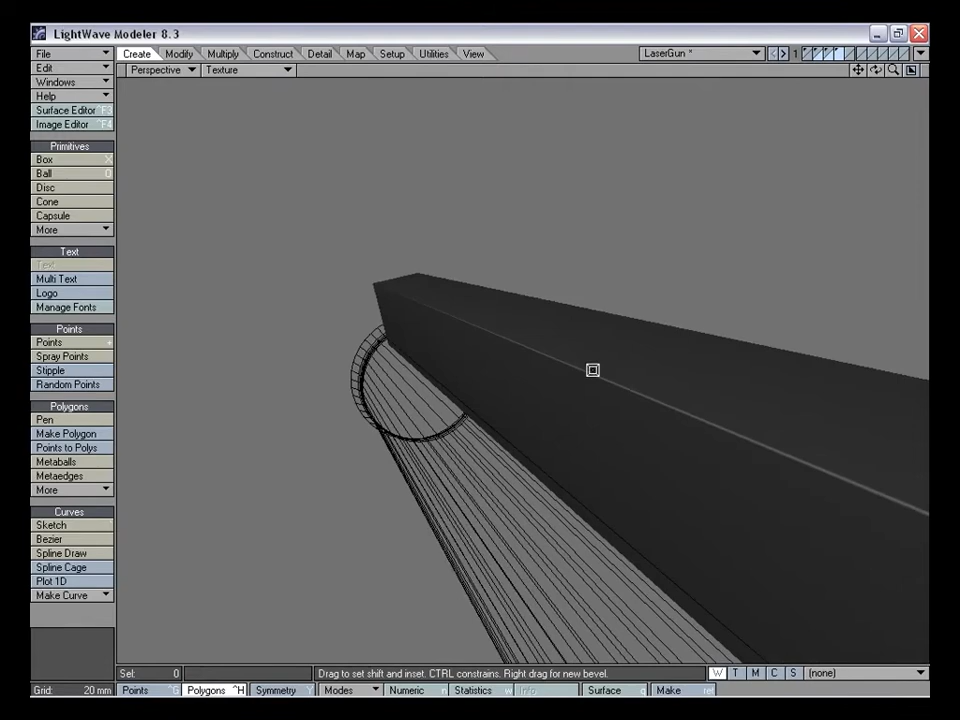 LightWave Modeler 8.3
File Create Modify Multiply Construct Detail Map Setup Utilities View LaserGun * 1
Edit Perspective Texture
Windows
Help
Surface Editor ^F3
Image Editor ^F4
Primitives
Box X
Ball O
Disc
Cone
Capsule
More
Text
Text
Multi Text
Logo
Manage Fonts
Points
Points +
Spray Points
Stipple
Random Points
Polygons
Pen
Make Polygon
Points to Polys
Metaballs
Metaedges
More
Curves
Sketch
Bezier
Spline Draw
Spline Cage
Plot 1D
Make Curve
Sel: 0 Drag to set shift and inset. CTRL constrains. Right drag for new bevel. W T M C S (none)
Grid: 20 mm Points ^G Polygons ^H Symmetry Y Modes Numeric n Statistics w Info Surface q Make ret